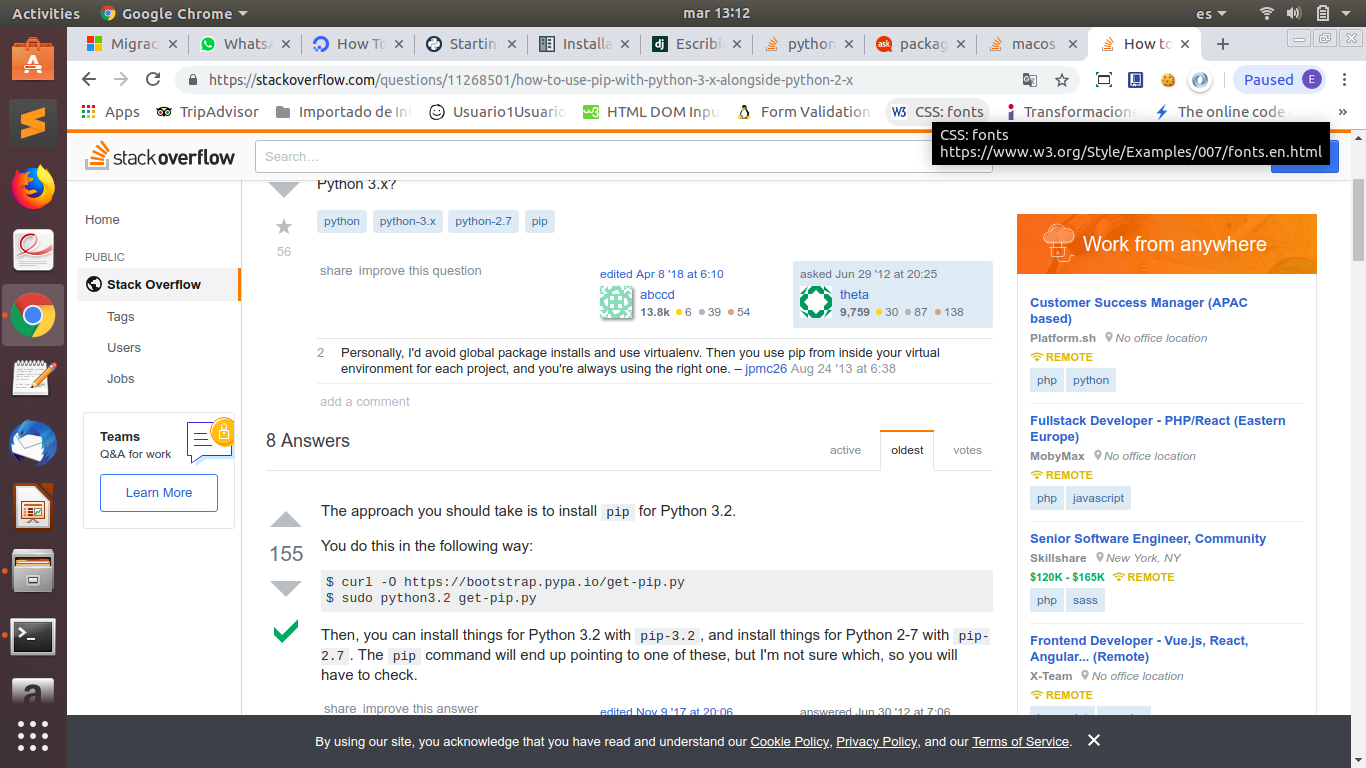 Activities Google Chrome mar 13:12 es
Migrac WhatsA How To Startin Installa Escribi python packag macos How to
https://stackoverflow.com/questions/11268501/how-to-use-pip-with-python-3-x-alongside-python-2-x Paused E
Apps TripAdvisor Importado de In Usuario1Usuario HTML DOM Inpu Form Validation CSS: fonts Transformacion The online code »
CSS: fonts
https://www.w3.org/Style/Examples/007/fonts.en.html
stackoverflow Search…
Python 3.x?
Home
python python-3.x python-2.7 pip
56
PUBLIC
Stack Overflow
Tags
Users
Jobs
share improve this question
edited Apr 8 '18 at 6:10
abccd
13.8k 6 39 54
asked Jun 29 '12 at 20:25
theta
9,759 30 87 138
2 Personally, I'd avoid global package installs and use virtualenv. Then you use pip from inside your virtual
environment for each project, and you're always using the right one. – jpmc26 Aug 24 '13 at 6:38
add a comment
Teams
Q&A for work
Learn More
8 Answers
active oldest votes
155
The approach you should take is to install pip for Python 3.2.
You do this in the following way:
$ curl -O https://bootstrap.pypa.io/get-pip.py
$ sudo python3.2 get-pip.py
Then, you can install things for Python 3.2 with pip-3.2, and install things for Python 2-7 with pip-
2.7. The pip command will end up pointing to one of these, but I'm not sure which, so you will
have to check.
share improve this answer
edited Nov 9 '17 at 20:06
answered Jun 30 '12 at 7:06
Work from anywhere
Customer Success Manager (APAC
based)
Platform.sh No office location
REMOTE
php python
Fullstack Developer - PHP/React (Eastern
Europe)
MobyMax No office location
REMOTE
php javascript
Senior Software Engineer, Community
Skillshare New York, NY
$120K - $165K REMOTE
php sass
Frontend Developer - Vue.js, React,
Angular... (Remote)
X-Team No office location
REMOTE
By using our site, you acknowledge that you have read and understand our Cookie Policy, Privacy Policy, and our Terms of Service.